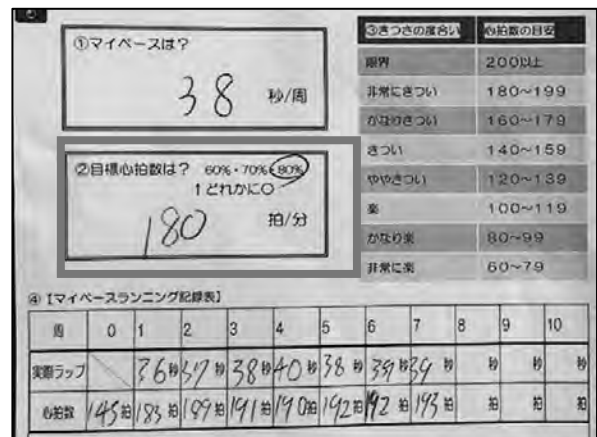 ①マイペースは？
38 秒/周
②目標心拍数は？ 60%・70%・80%
↑どれかに○
180 拍/分
③きつさの度合い 心拍数の目安
限界 200以上
非常にきつい 180～199
かなりきつい 160～179
きつい 140～159
ややきつい 120～139
楽 100～119
かなり楽 80～99
非常に楽 60～79
④【マイペースランニング記録表】
周 0 1 2 3 4 5 6 7 8 9 10
実際ラップ 36秒 37秒 38秒 40秒 38秒 39秒 39秒 秒 秒 秒
心拍数 145拍 183拍 189拍 191拍 190拍 192拍 192拍 193拍 拍 拍 拍